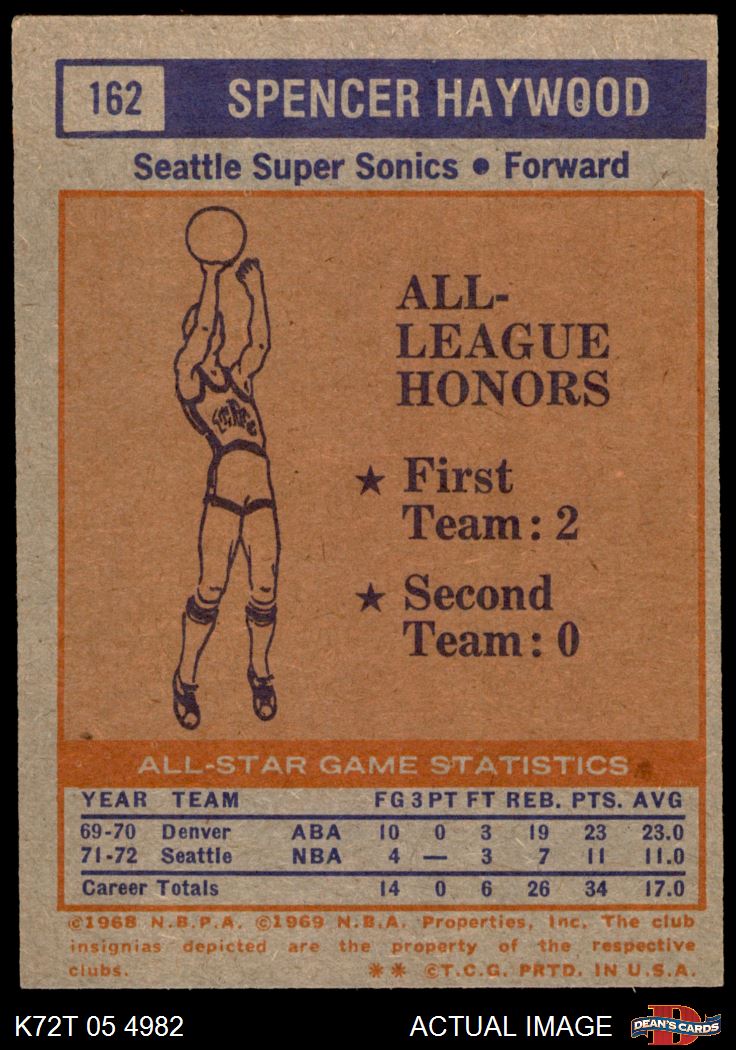 162 SPENCER HAYWOOD
Seattle Super Sonics • Forward
ALL-
LEAGUE
HONORS
★ First
Team: 2
★ Second
Team: 0
ALL-STAR GAME STATISTICS
YEAR TEAM FG 3PT FT REB. PTS. AVG
69-70 Denver ABA 10 0 3 19 23 23.0
71-72 Seattle NBA 4 — 3 7 11 11.0
Career Totals 14 0 6 26 34 17.0
©1968 N.B.P.A. ©1969 N.B.A. Properties, Inc. The club
insignias depicted are the property of the respective
clubs. ** ©T.C.G. PRTD. IN U.S.A.
K72T 05 4982 ACTUAL IMAGE DEAN'S CARDS